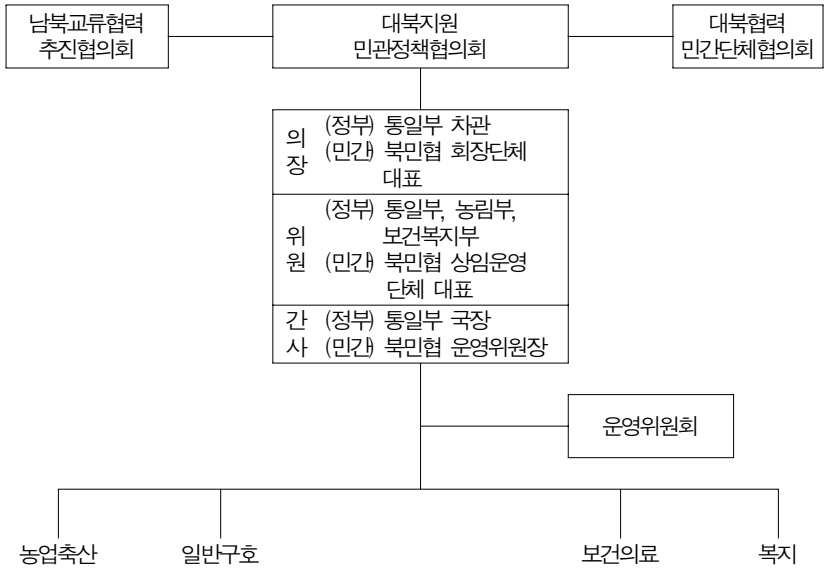 남북교류협력
추진협의회
대북지원
민관정책협의회
대북협력
민간단체협의회
의장
(정부) 통일부 차관
(민간) 북민협 회장단체
대표
위원
(정부) 통일부, 농림부,
보건복지부
(민간) 북민협 상임운영
단체 대표
간사
(정부) 통일부 국장
(민간) 북민협 운영위원장
운영위원회
농업축산
일반구호
보건의료
복지